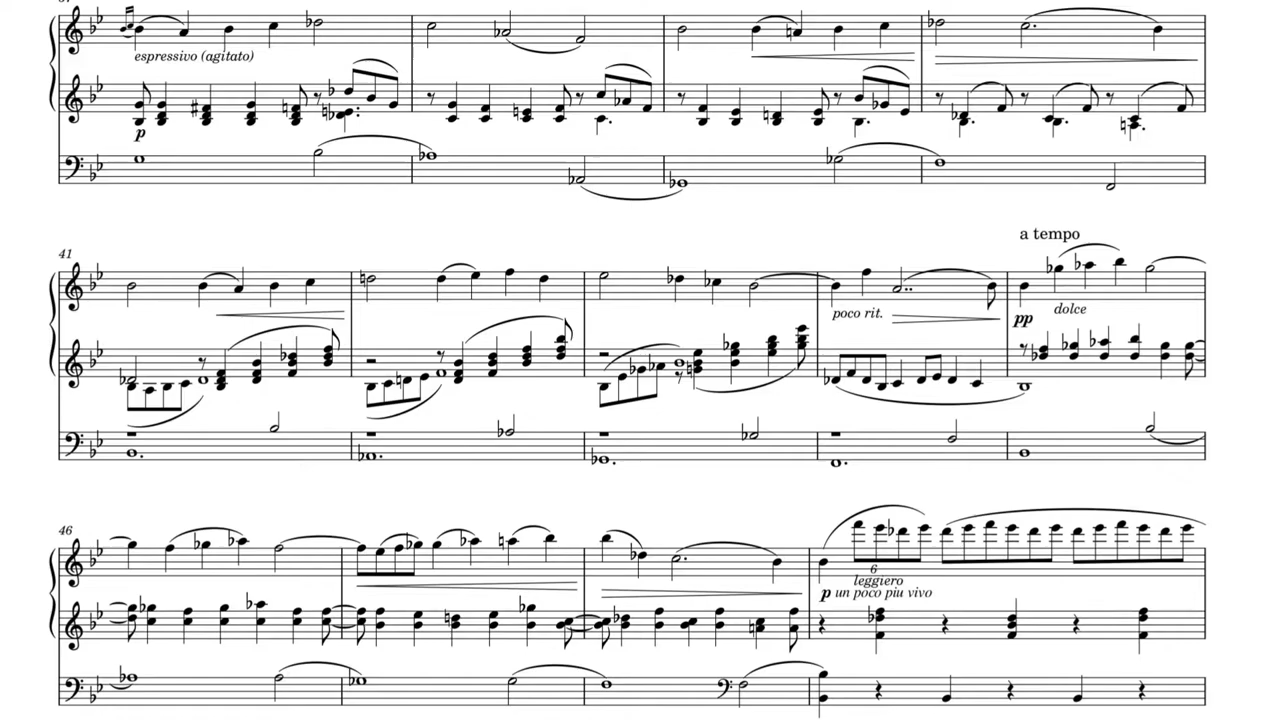 espressivo (agitato)
p
a tempo
41
poco rit.
pp
dolce
46
6
leggiero
p un poco piu vivo